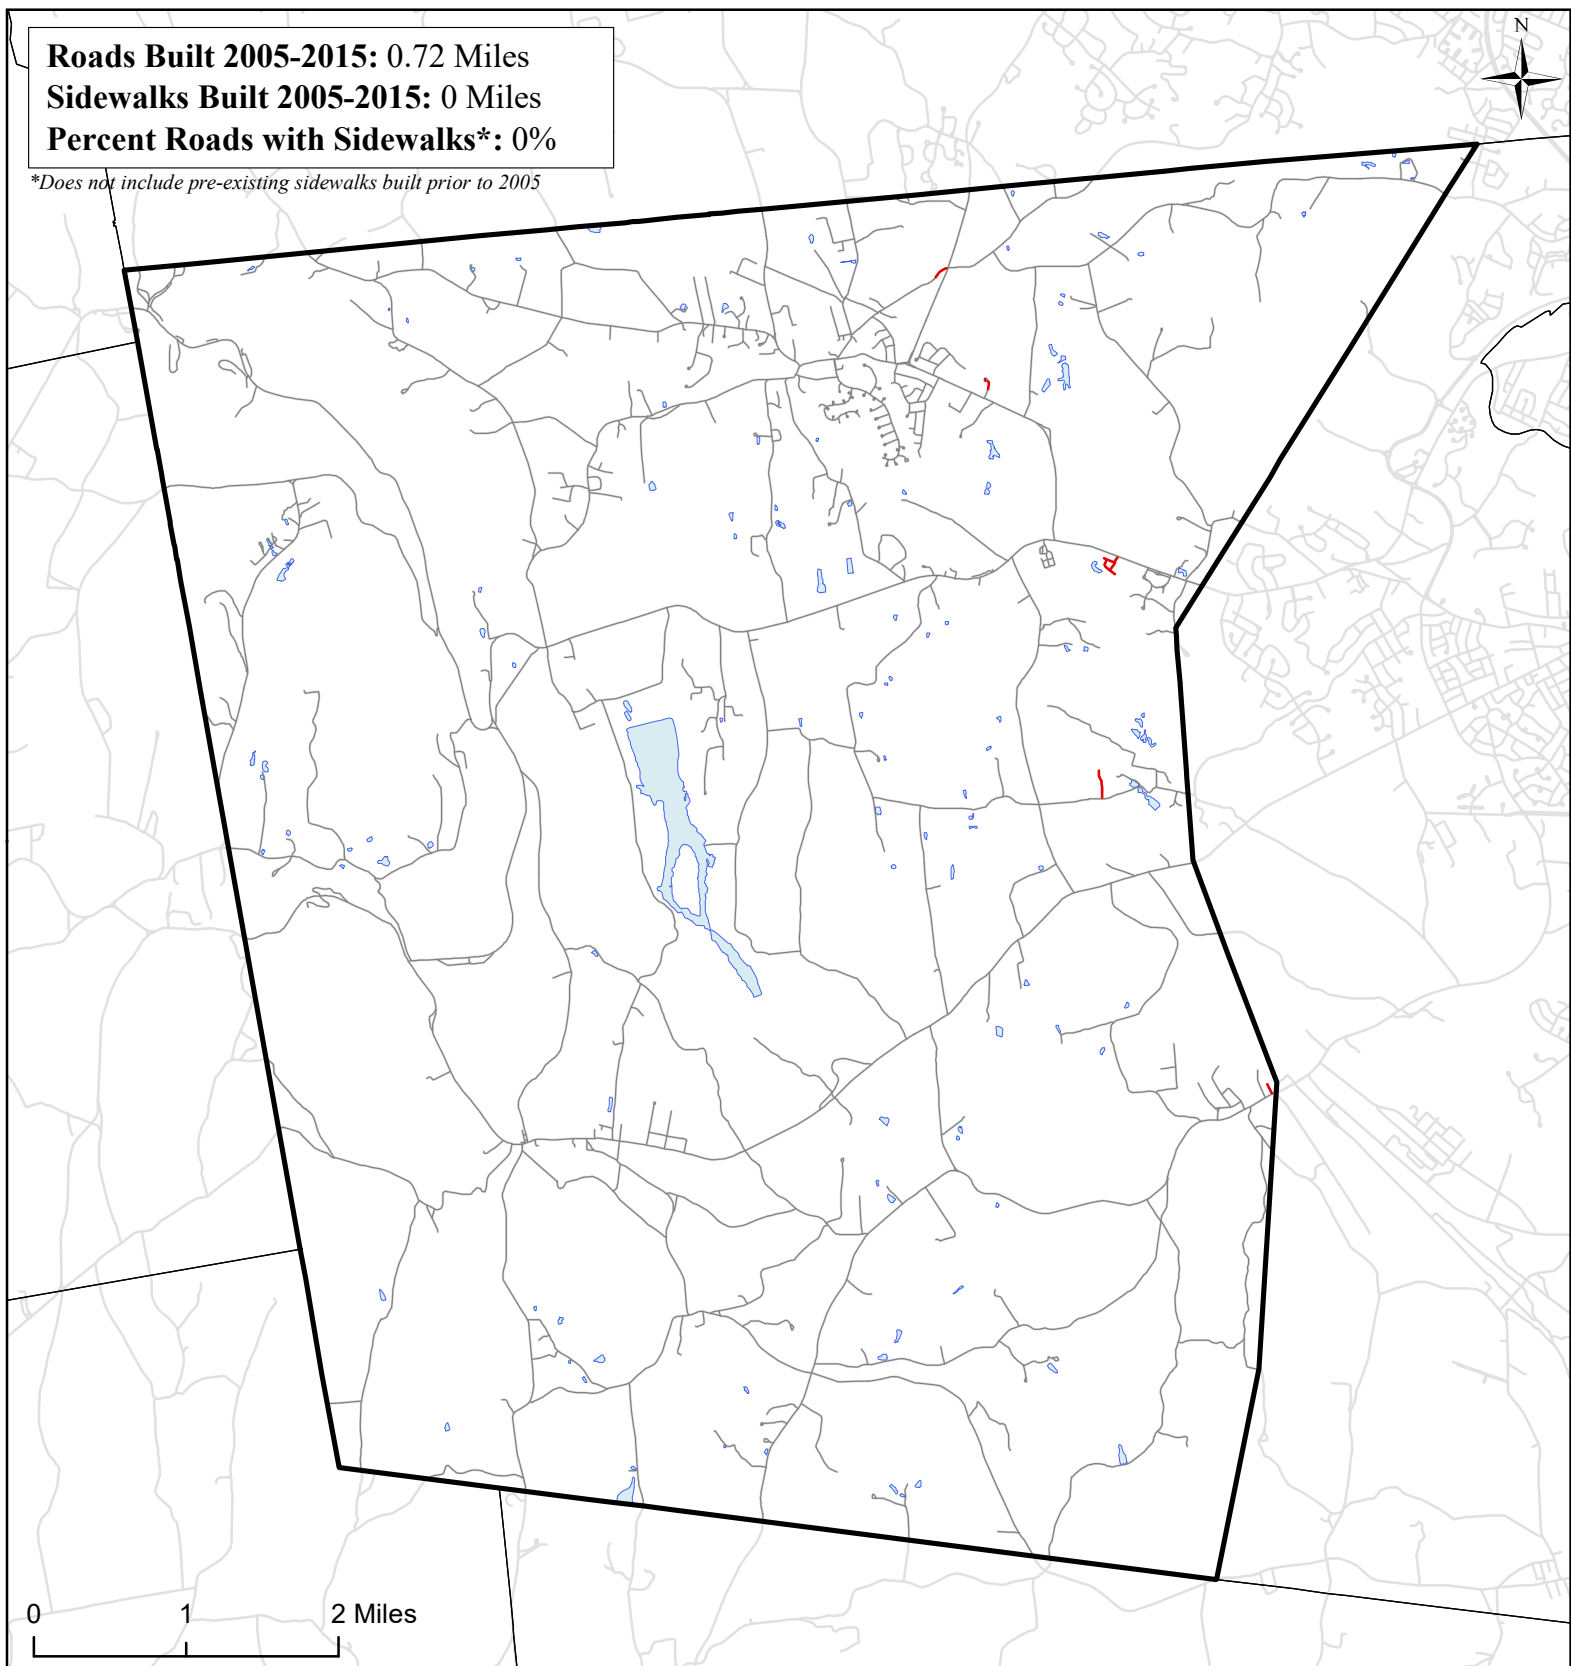 Roads Built 2005-2015: 0.72 Miles
Sidewalks Built 2005-2015: 0 Miles
Percent Roads with Sidewalks*: 0%
*Does not include pre-existing sidewalks built prior to 2005
N
0 1 2 Miles